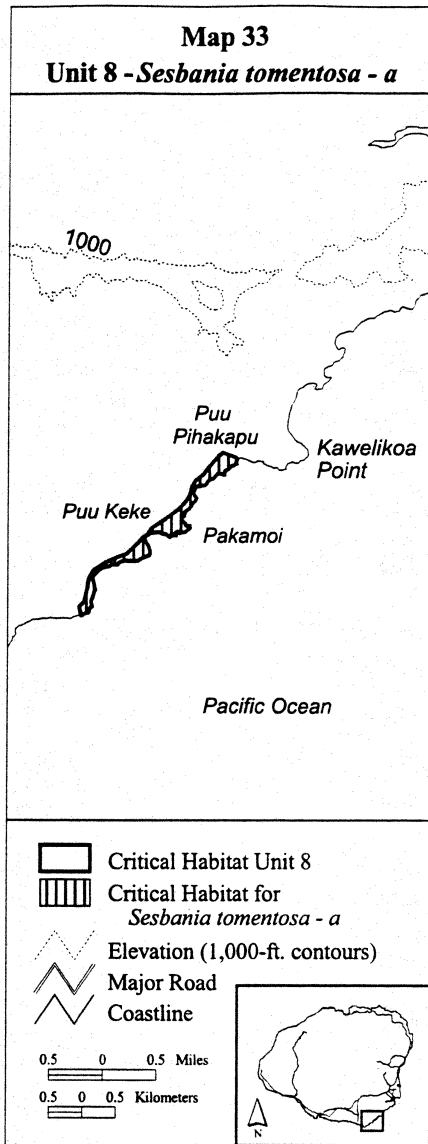 Map 33
Unit 8 - Sesbania tomentosa - a
1000
Puu
Pihakapu
Kawelikoa
Point
Puu Keke
Pakamoi
Pacific Ocean
Critical Habitat Unit 8
Critical Habitat for
Sesbania tomentosa - a
Elevation (1,000-ft. contours)
Major Road
Coastline
0.5 0 0.5 Miles
0.5 0 0.5 Kilometers
N